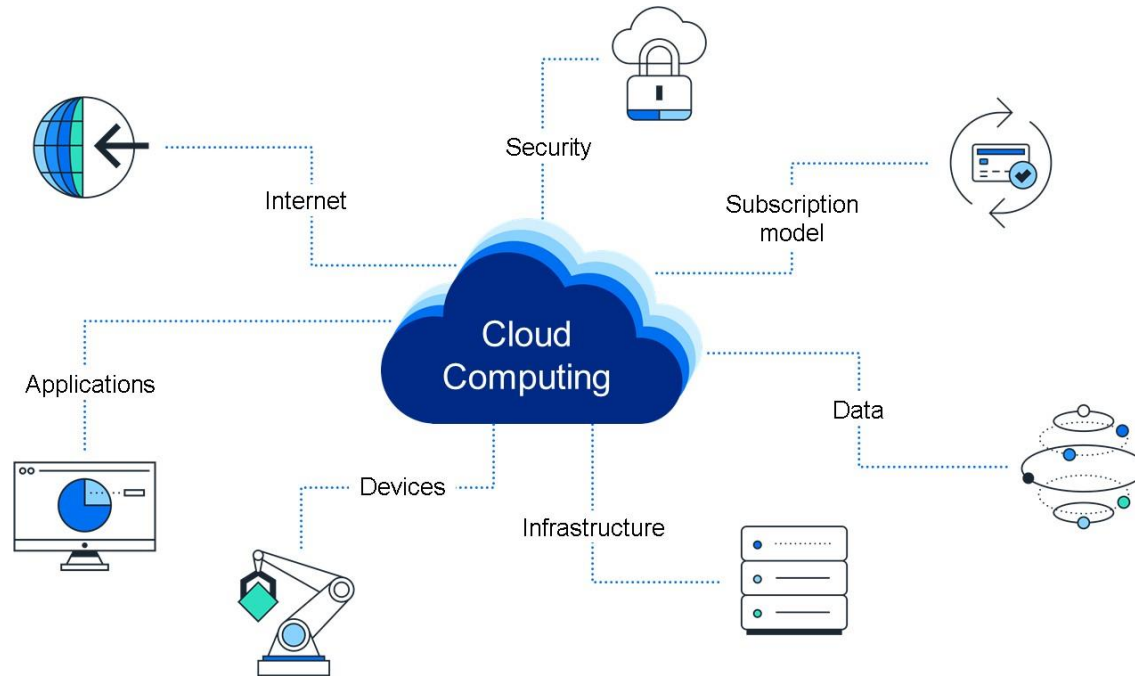 Security
Internet
Subscription
model
Cloud
Computing
Applications
Data
Devices
Infrastructure